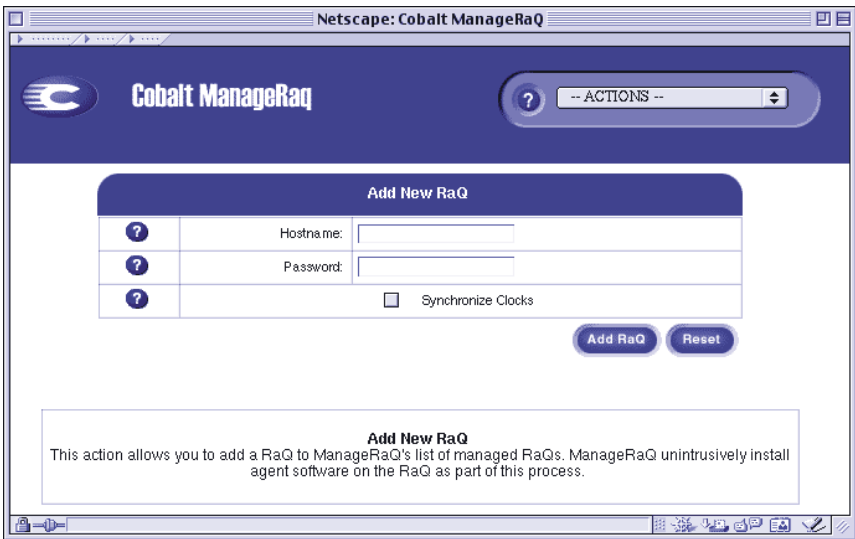 Netscape: Cobalt ManageRaQ
Cobalt ManageRaq
?
-- ACTIONS --
Add New RaQ
? Hostname:
? Password:
? Synchronize Clocks
Add RaQ Reset
Add New RaQ
This action allows you to add a RaQ to ManageRaQ's list of managed RaQs. ManageRaQ unintrusively install
agent software on the RaQ as part of this process.